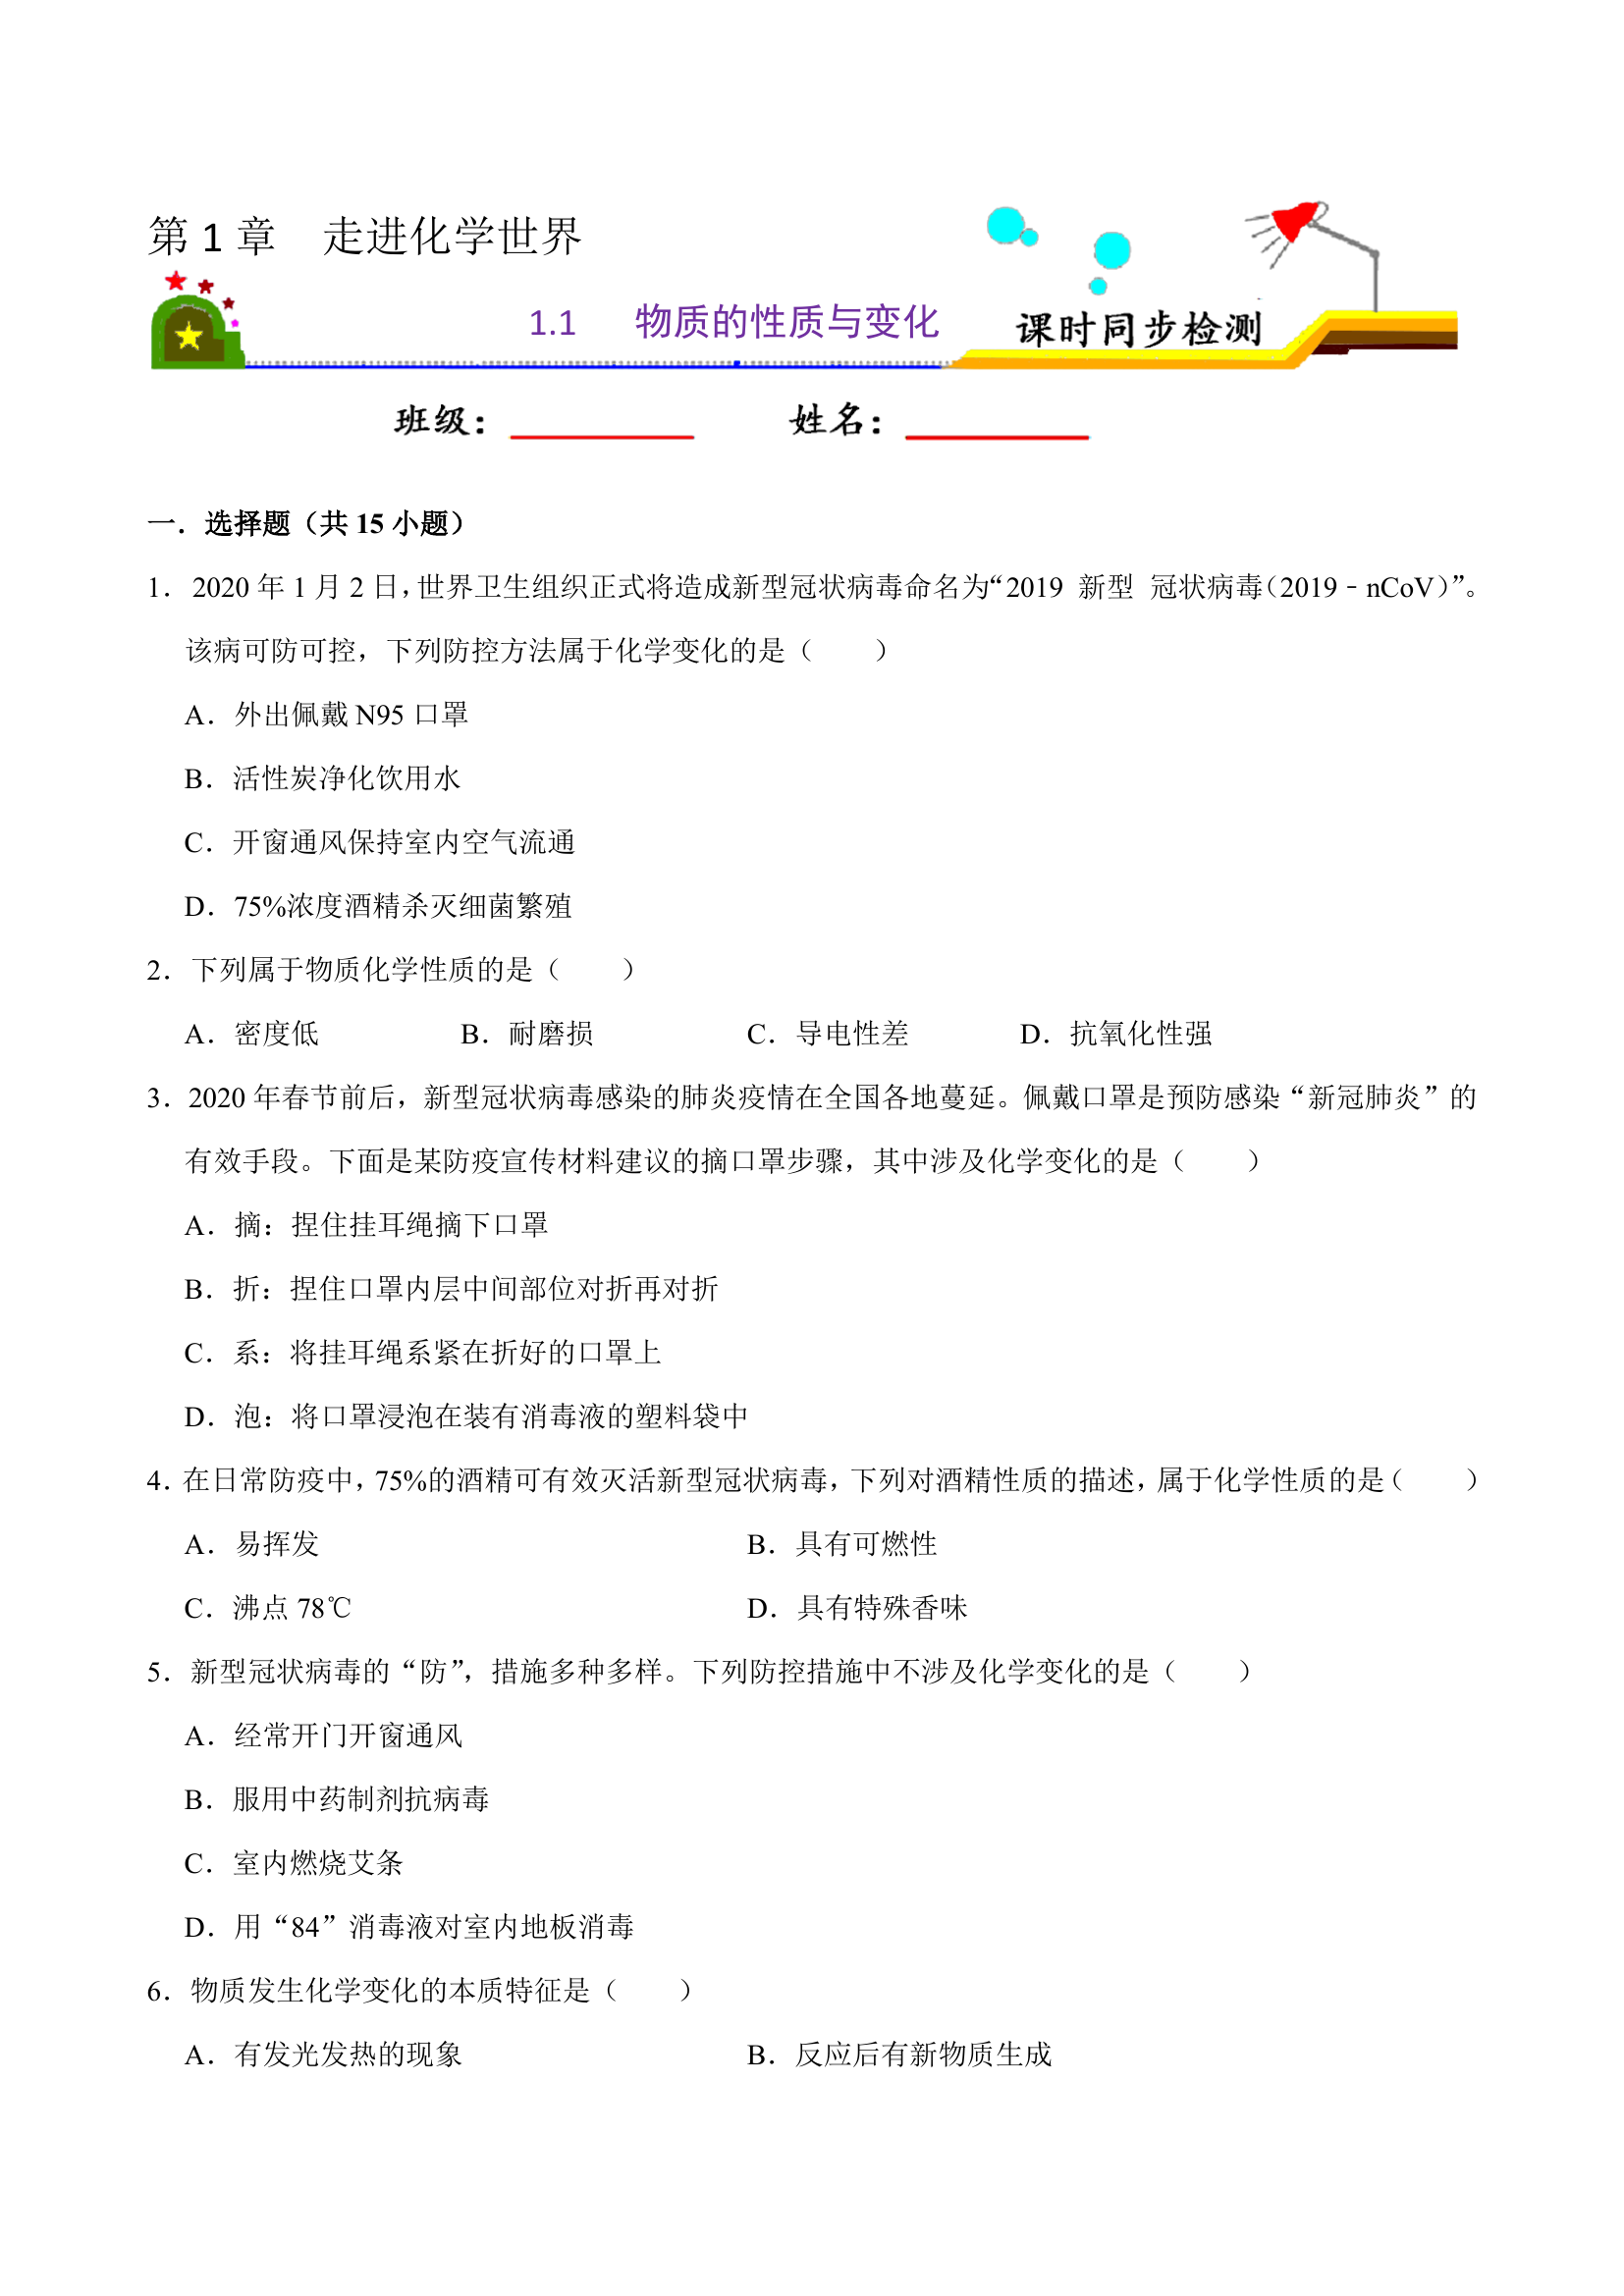 第 1 章　走进化学世界
1.1　物质的性质与变化　课时同步检测
班级：　姓名：
一．选择题（共 15 小题）
1． 2020 年 1 月 2 日，世界卫生组织正式将造成新型冠状病毒命名为“2019 新型 冠状病毒（2019﹣nCoV）”。
该病可防可控，下列防控方法属于化学变化的是（　　）
A．外出佩戴 N95 口罩
B．活性炭净化饮用水
C．开窗通风保持室内空气流通
D．75%浓度酒精杀灭细菌繁殖
2．下列属于物质化学性质的是（　　）
A．密度低　B．耐磨损　C．导电性差　D．抗氧化性强
3．2020 年春节前后，新型冠状病毒感染的肺炎疫情在全国各地蔓延。佩戴口罩是预防感染“新冠肺炎”的
有效手段。下面是某防疫宣传材料建议的摘口罩步骤，其中涉及化学变化的是（　　）
A．摘：捏住挂耳绳摘下口罩
B．折：捏住口罩内层中间部位对折再对折
C．系：将挂耳绳系紧在折好的口罩上
D．泡：将口罩浸泡在装有消毒液的塑料袋中
4．在日常防疫中，75%的酒精可有效灭活新型冠状病毒，下列对酒精性质的描述，属于化学性质的是（　　）
A．易挥发　B．具有可燃性
C．沸点 78℃　D．具有特殊香味
5．新型冠状病毒的“防”，措施多种多样。下列防控措施中不涉及化学变化的是（　　）
A．经常开门开窗通风
B．服用中药制剂抗病毒
C．室内燃烧艾条
D．用“84”消毒液对室内地板消毒
6．物质发生化学变化的本质特征是（　　）
A．有发光发热的现象　B．反应后有新物质生成